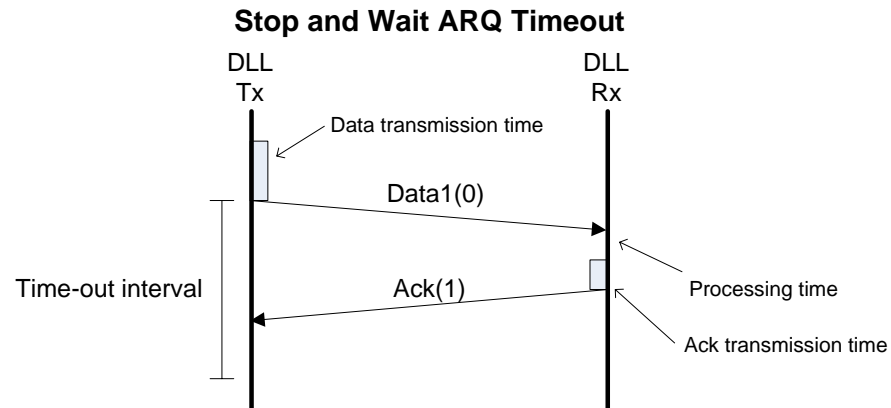 Stop and Wait ARQ Timeout
DLL
Tx
DLL
Rx
Data transmission time
Data1(0)
Time-out interval
Ack(1)
Processing time
Ack transmission time